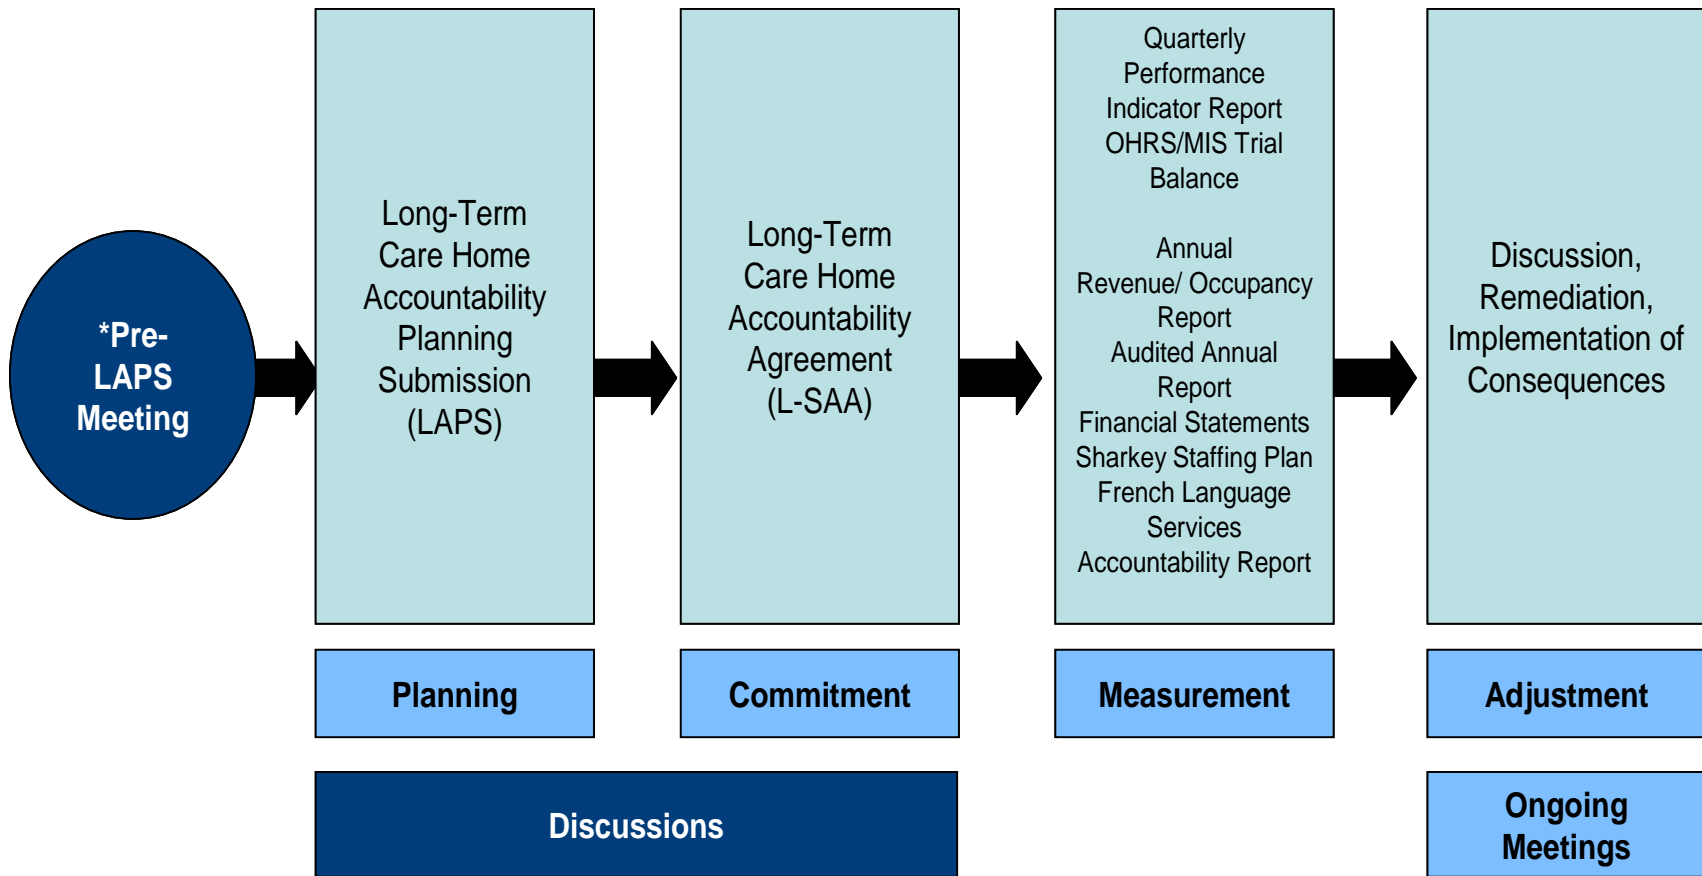 *Pre-
LAPS
Meeting
Long-Term
Care Home
Accountability
Planning
Submission
(LAPS)
Long-Term
Care Home
Accountability
Agreement
(L-SAA)
Quarterly
Performance
Indicator Report
OHRS/MIS Trial
Balance
Annual
Revenue/ Occupancy
Report
Audited Annual
Report
Financial Statements
Sharkey Staffing Plan
French Language
Services
Accountability Report
Discussion,
Remediation,
Implementation of
Consequences
Planning
Commitment
Measurement
Adjustment
Discussions
Ongoing
Meetings